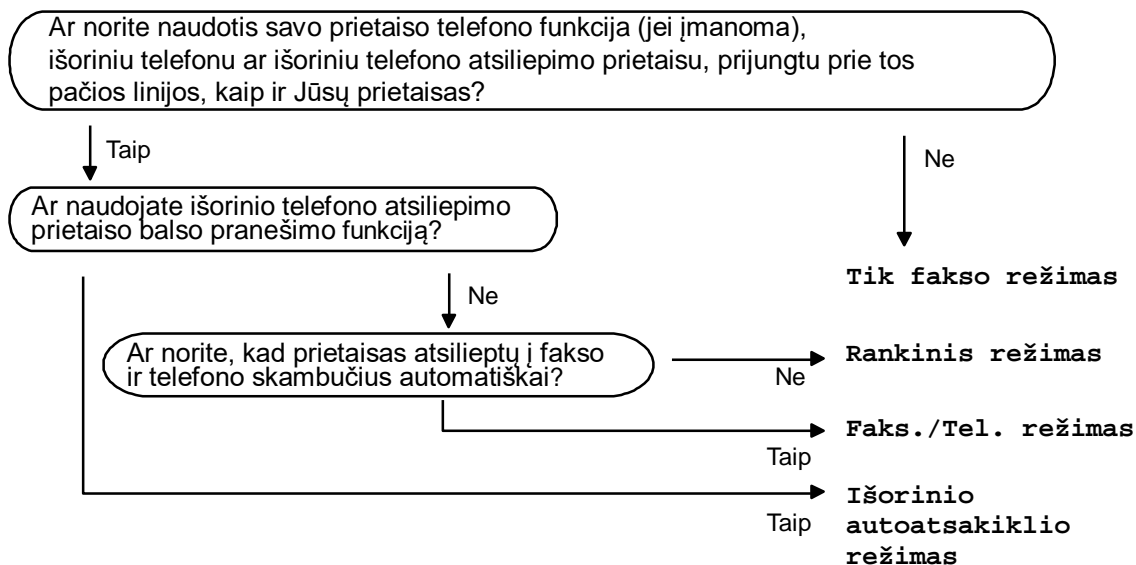 Ar norite naudotis savo prietaiso telefono funkcija (jei įmanoma),
išoriniu telefonu ar išoriniu telefono atsiliepimo prietaisu, prijungtu prie tos
pačios linijos, kaip ir Jūsų prietaisas?
Taip
Ne
Ar naudojate išorinio telefono atsiliepimo
prietaiso balso pranešimo funkciją?
Tik fakso režimas
Ne
Ar norite, kad prietaisas atsilieptų į fakso
ir telefono skambučius automatiškai?
Ne
Rankinis režimas
Taip
Faks./Tel. režimas
Taip
Išorinio
autoatsakiklio
režimas